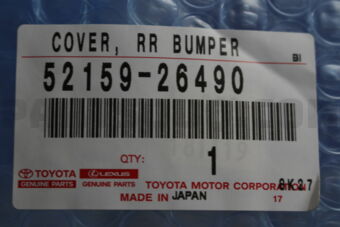 COVER, RR BUMPER
BI
52159-26490
QTY:
1
TOYOTA
GENUINE PARTS
LEXUS
GENUINE PARTS
TOYOTA MOTOR CORPORATION
17
MADE IN JAPAN